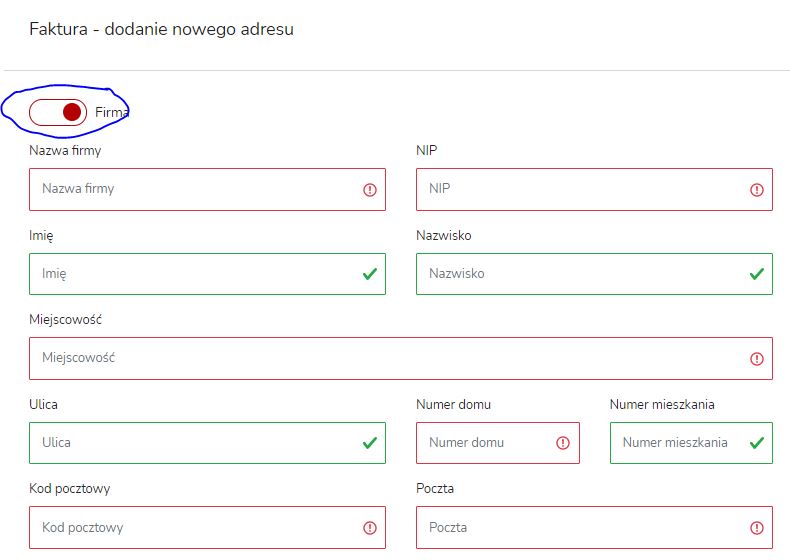 Faktura - dodanie nowego adresu
Firma
Nazwa firmy NIP
Nazwa firmy NIP
Imię Nazwisko
Imię Nazwisko
Miejscowość
Miejscowość
Ulica Numer domu Numer mieszkania
Ulica Numer domu Numer mieszkania
Kod pocztowy Poczta
Kod pocztowy Poczta